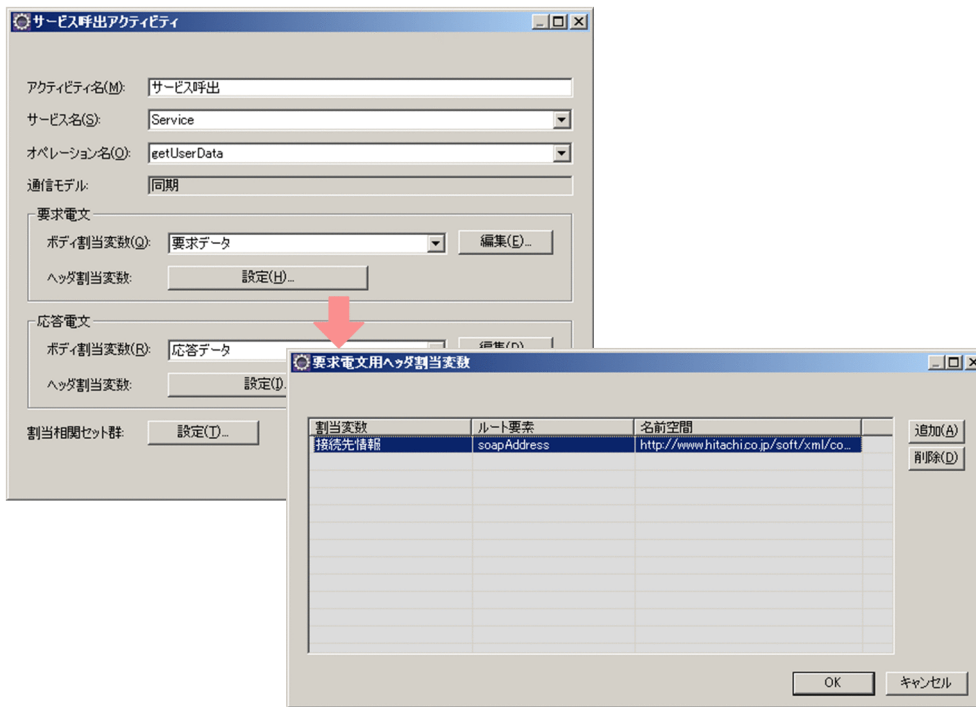 サービス呼出アクティビティ
アクティビティ名(M): サービス呼出
サービス名(S): Service
オペレーション名(O): getUserData
通信モデル: 同期
要求電文
ボディ割当変数(Q): 要求データ 編集(E)...
ヘッダ割当変数: 設定(H)...
応答電文
ボディ割当変数(R): 応答データ 編集(D)
ヘッダ割当変数: 設定(I).
割当相関セット群: 設定(T)...
要求電文用ヘッダ割当変数
割当変数 ルート要素 名前空間
接続先情報 soapAddress http://www.hitachi.co.jp/soft/xml/co...
追加(A)
削除(D)
OK キャンセル